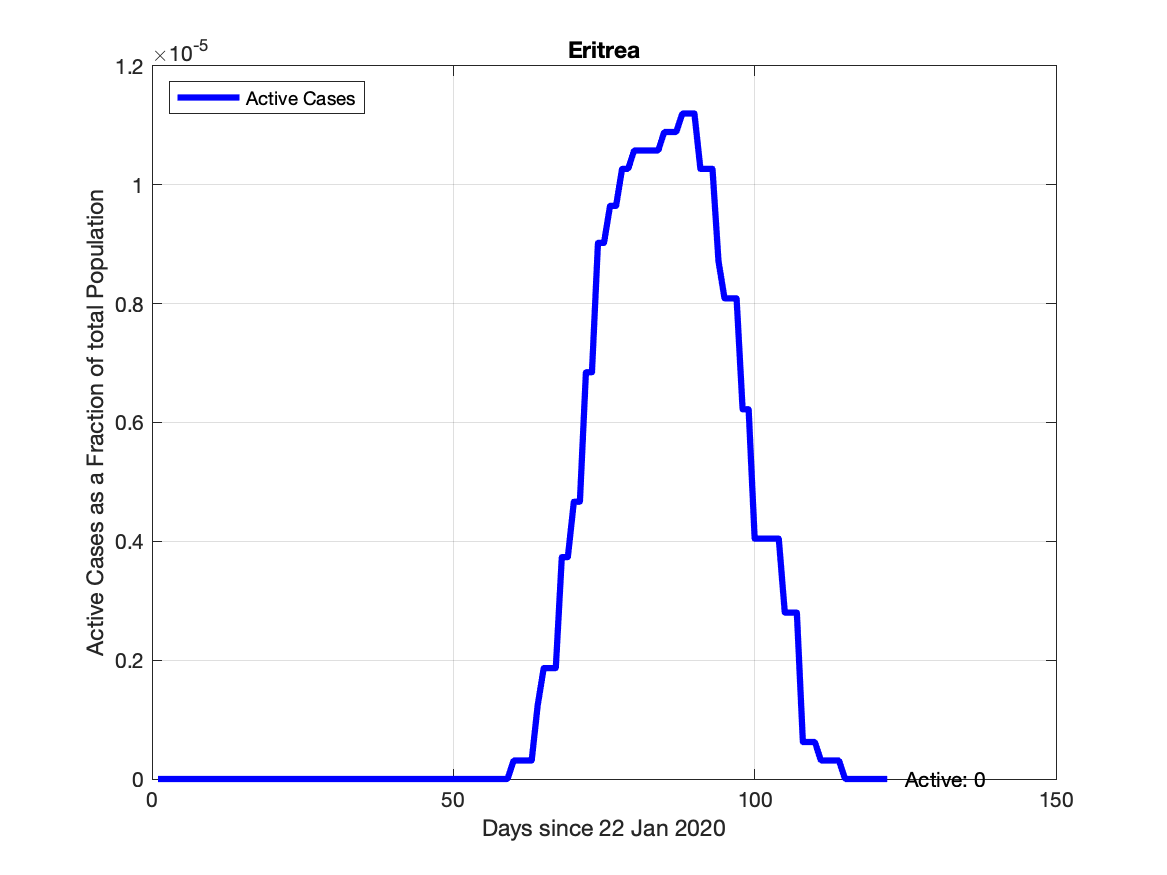 Eritrea
×10-5
Active Cases
1.2
1
0.8
0.6
0.4
0.2
0
Active Cases as a Fraction of total Population
Active: 0
0 50 100 150
Days since 22 Jan 2020